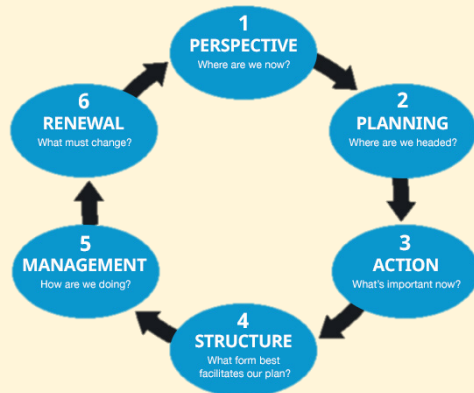 1
PERSPECTIVE
Where are we now?
2
PLANNING
Where are we headed?
3
ACTION
What's important now?
4
STRUCTURE
What form best
facilitates our plan?
5
MANAGEMENT
How are we doing?
6
RENEWAL
What must change?